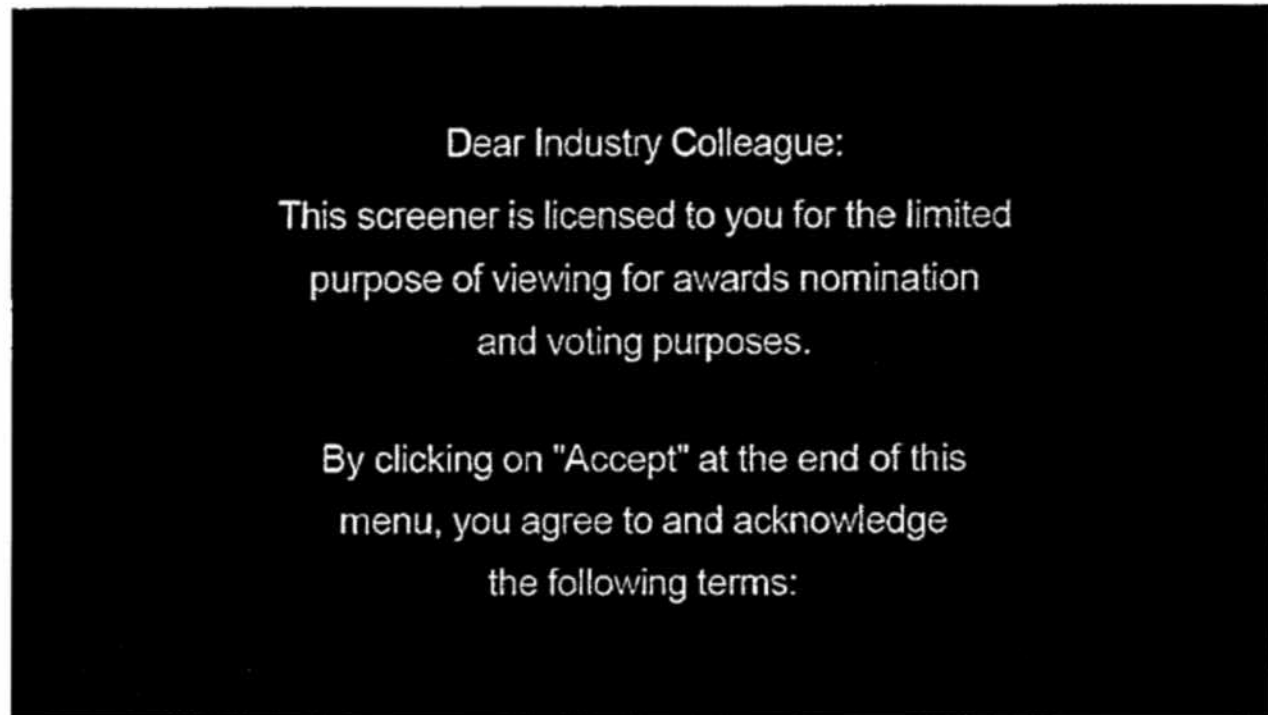 Dear Industry Colleague:
This screener is licensed to you for the limited
purpose of viewing for awards nomination
and voting purposes.
By clicking on "Accept" at the end of this
menu, you agree to and acknowledge
the following terms: